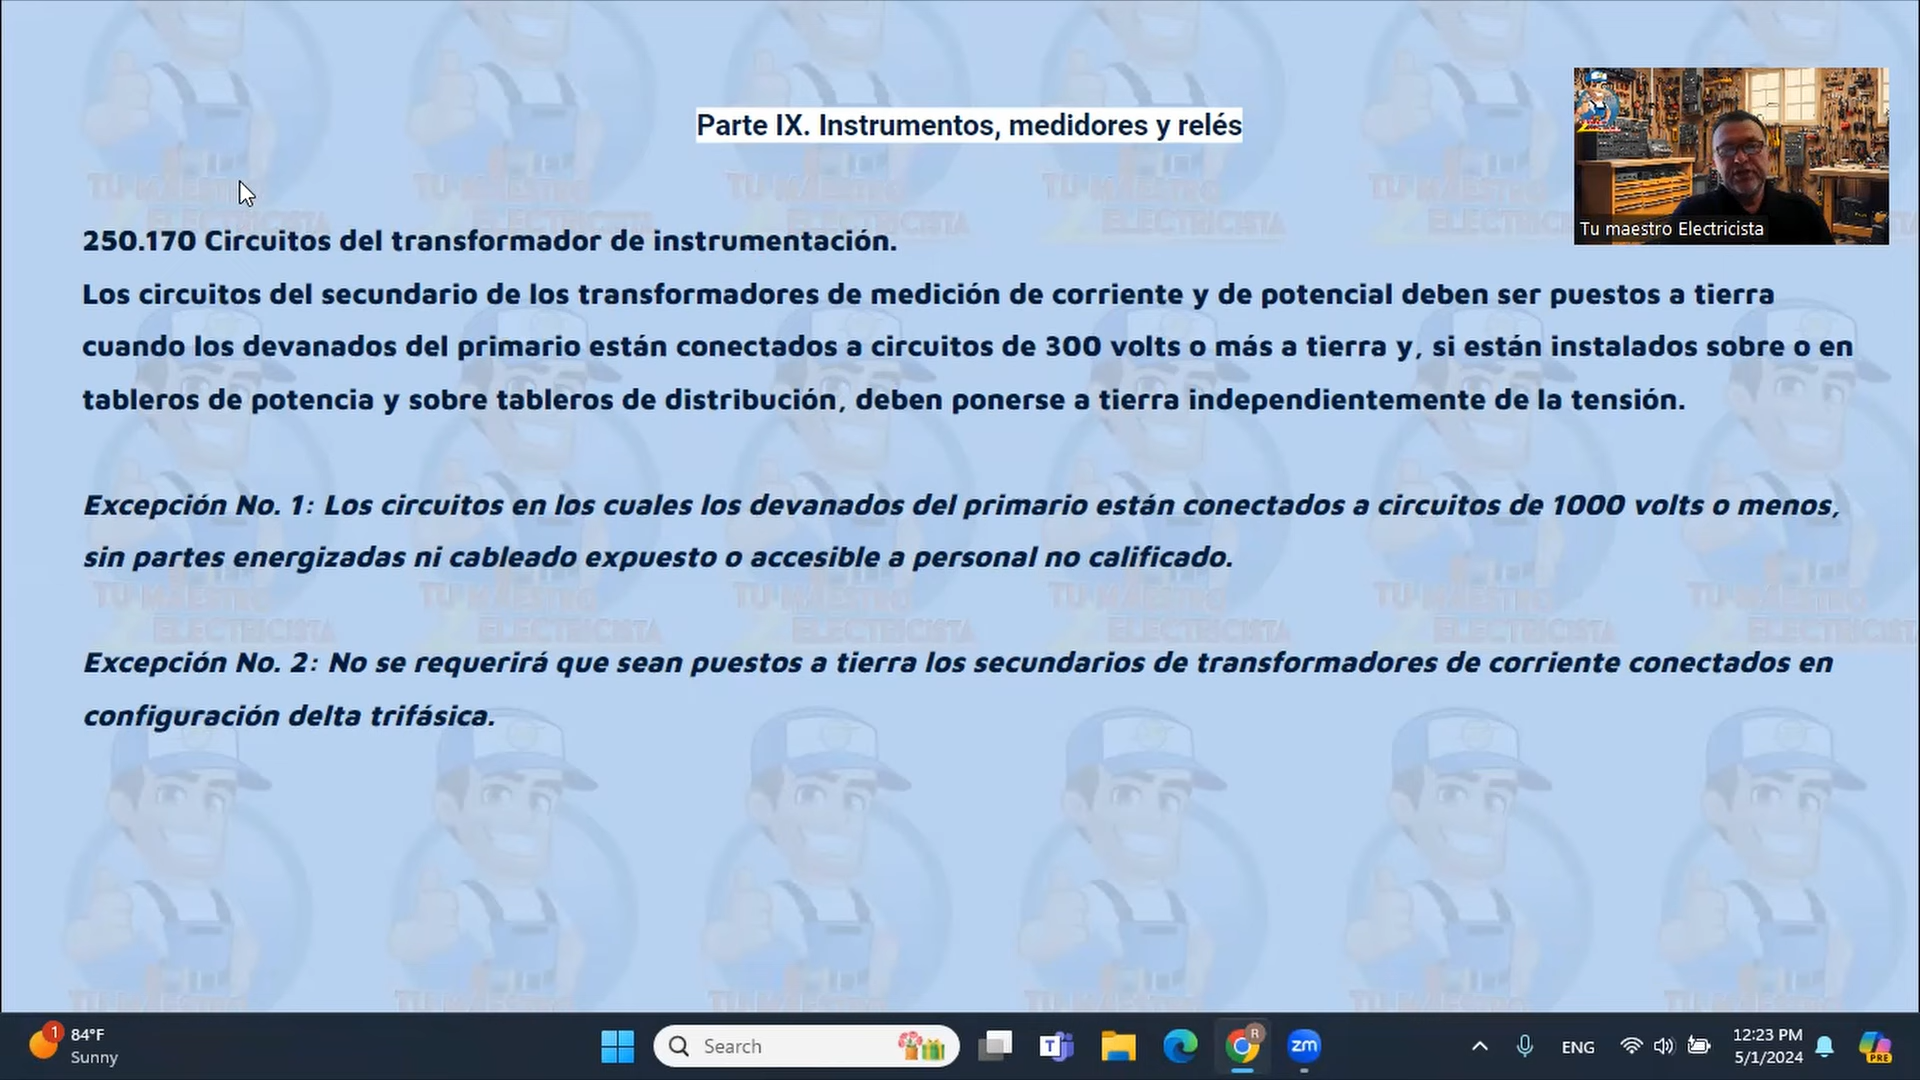 Parte IX. Instrumentos, medidores y relés
Tu maestro Electricista
250.170 Circuitos del transformador de instrumentación.
Los circuitos del secundario de los transformadores de medición de corriente y de potencial deben ser puestos a tierra
cuando los devanados del primario están conectados a circuitos de 300 volts o más a tierra y, si están instalados sobre o en
tableros de potencia y sobre tableros de distribución, deben ponerse a tierra independientemente de la tensión.
Excepción No. 1: Los circuitos en los cuales los devanados del primario están conectados a circuitos de 1000 volts o menos,
sin partes energizadas ni cableado expuesto o accesible a personal no calificado.
Excepción No. 2: No se requerirá que sean puestos a tierra los secundarios de transformadores de corriente conectados en
configuración delta trifásica.
TU MAESTRO
ELECTRICISTA
1
84°F
Sunny
Search
T
R
zm
ENG
12:23 PM
5/1/2024
PRE